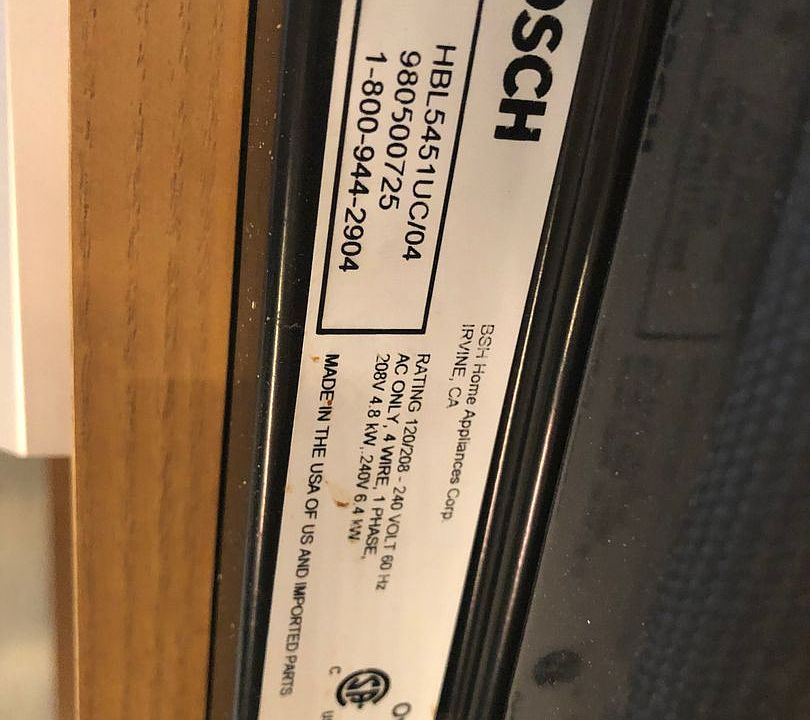 OSCH
HBL5451UC/04
980500725
1-800-944-2904
BSH Home Appliances Corp.
IRVINE, CA
RATING 120/208 - 240 VOLT 60 Hz
AC ONLY, 4 WIRE, 1 PHASE,
208V 4.8 kW, 240V 6.4 kW
MADE IN THE USA OF US AND IMPORTED PARTS
C